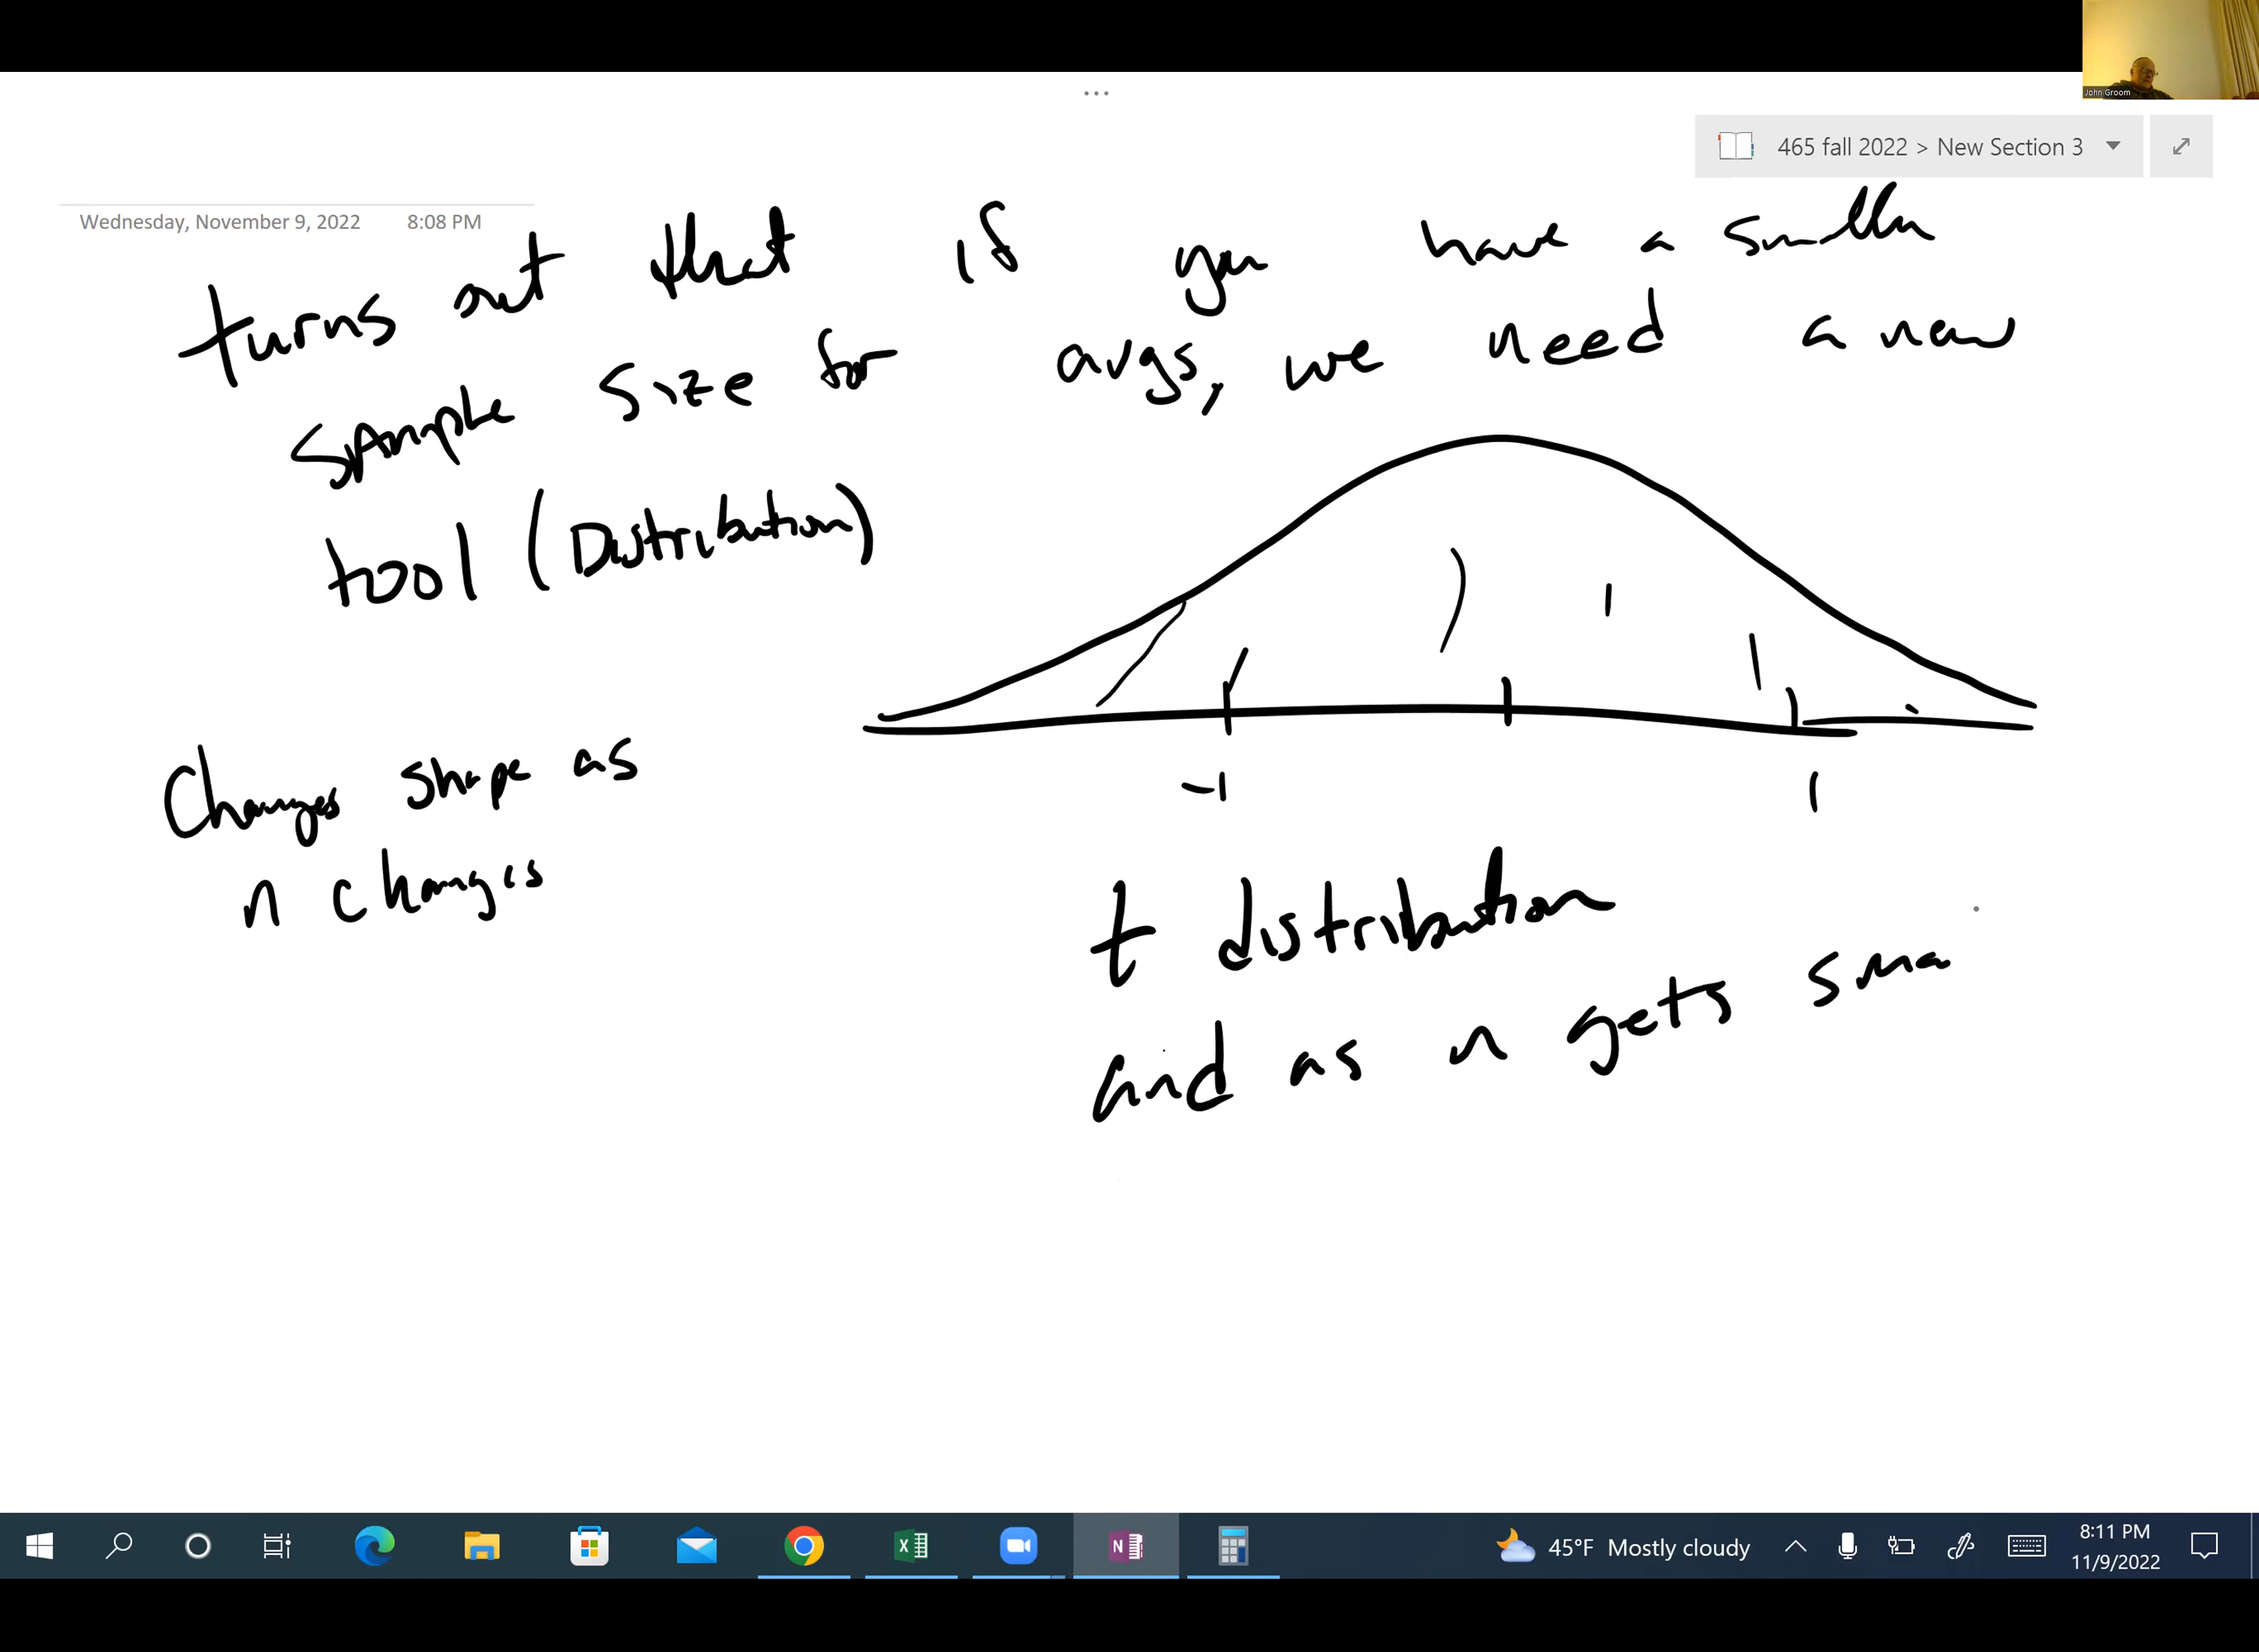 John Groom
465 fall 2022 > New Section 3
Wednesday, November 9, 2022 8:08 PM
turns out that if you have a smaller
sample size for avgs, we need a new
tool (Distribution)
-1 1
Changes shape as
n changes
t distribution
and as n gets sma
45°F Mostly cloudy
8:11 PM
11/9/2022